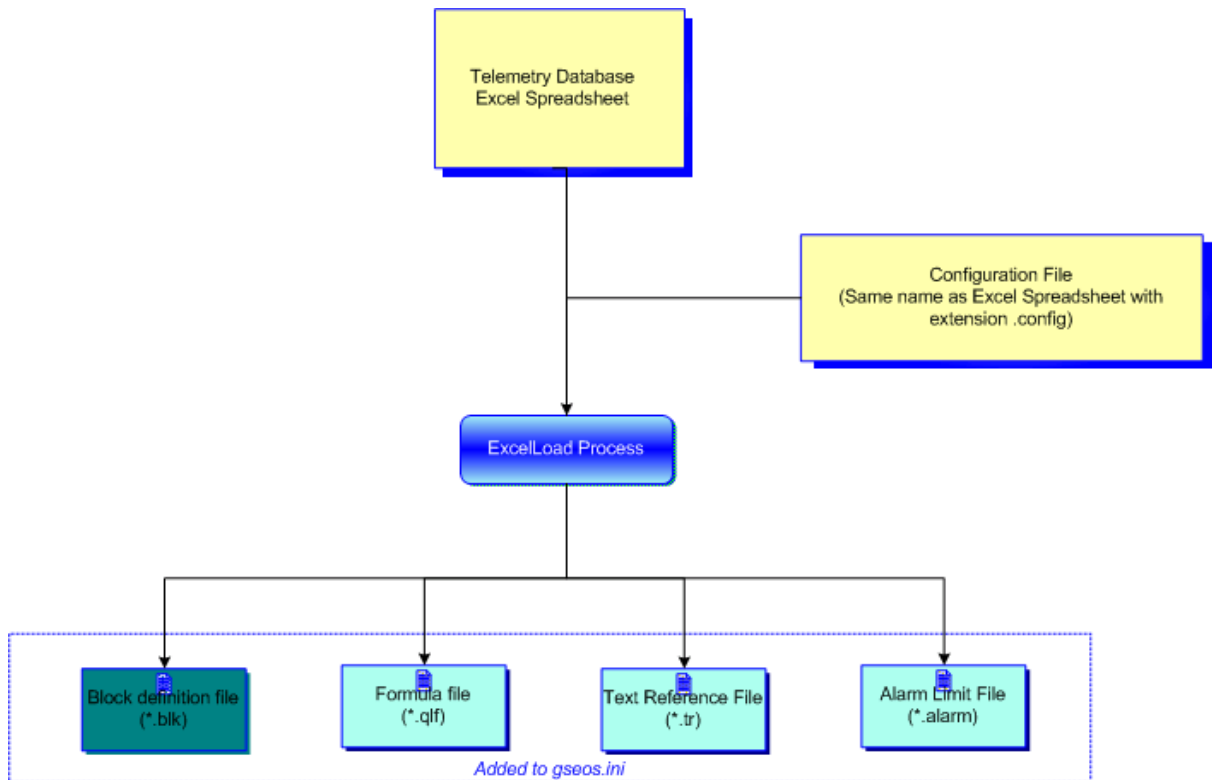 Telemetry Database
Excel Spreadsheet
Configuration File
(Same name as Excel Spreadsheet with
extension .config)
ExcelLoad Process
Block definition file
(*.blk)
Formula file
(*.qlf)
Text Reference File
(*.tr)
Alarm Limit File
(*.alarm)
Added to gseos.ini